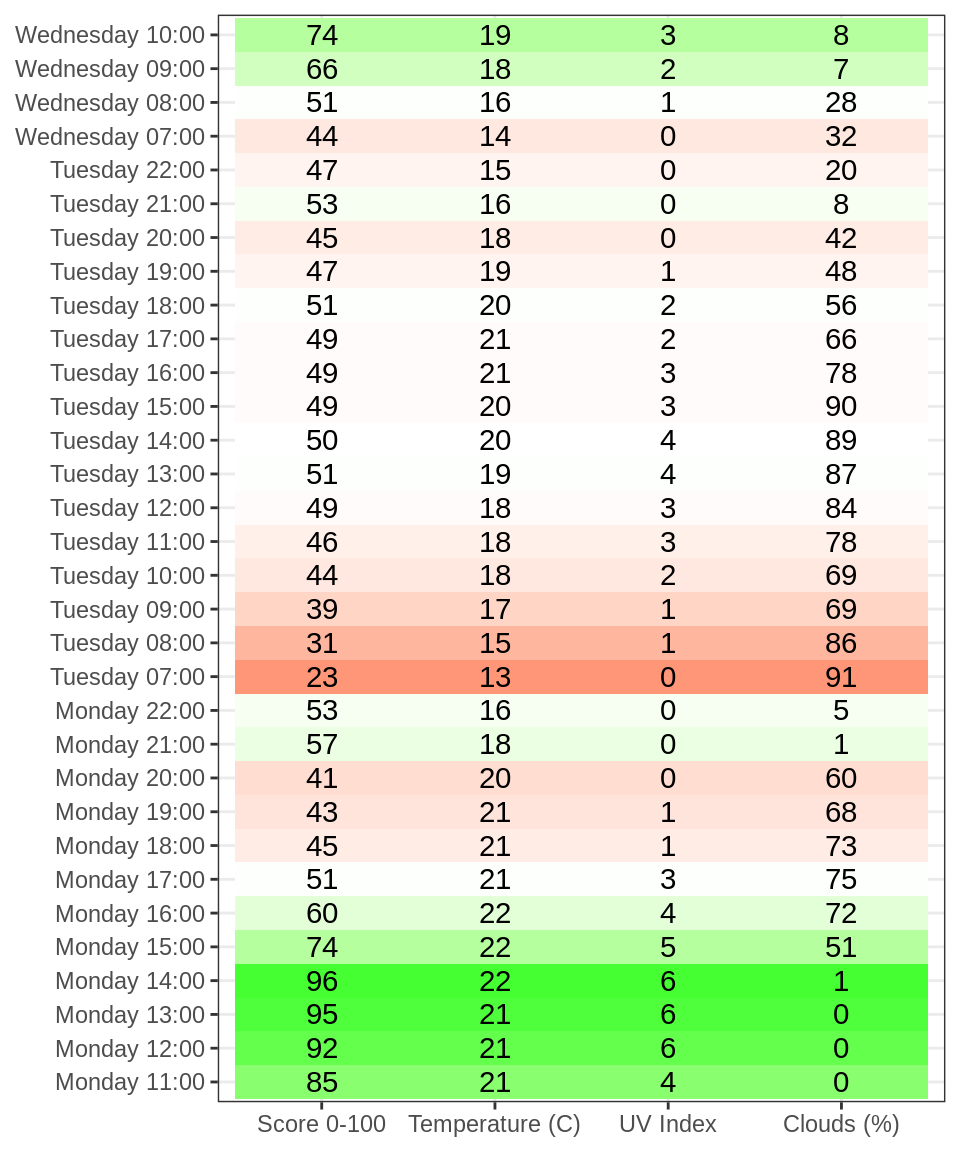 Wednesday 10:00 74 19 3 8
Wednesday 09:00 66 18 2 7
Wednesday 08:00 51 16 1 28
Wednesday 07:00 44 14 0 32
Tuesday 22:00 47 15 0 20
Tuesday 21:00 53 16 0 8
Tuesday 20:00 45 18 0 42
Tuesday 19:00 47 19 1 48
Tuesday 18:00 51 20 2 56
Tuesday 17:00 49 21 2 66
Tuesday 16:00 49 21 3 78
Tuesday 15:00 49 20 3 90
Tuesday 14:00 50 20 4 89
Tuesday 13:00 51 19 4 87
Tuesday 12:00 49 18 3 84
Tuesday 11:00 46 18 3 78
Tuesday 10:00 44 18 2 69
Tuesday 09:00 39 17 1 69
Tuesday 08:00 31 15 1 86
Tuesday 07:00 23 13 0 91
Monday 22:00 53 16 0 5
Monday 21:00 57 18 0 1
Monday 20:00 41 20 0 60
Monday 19:00 43 21 1 68
Monday 18:00 45 21 1 73
Monday 17:00 51 21 3 75
Monday 16:00 60 22 4 72
Monday 15:00 74 22 5 51
Monday 14:00 96 22 6 1
Monday 13:00 95 21 6 0
Monday 12:00 92 21 6 0
Monday 11:00 85 21 4 0
Score 0-100 Temperature (C) UV Index Clouds (%)